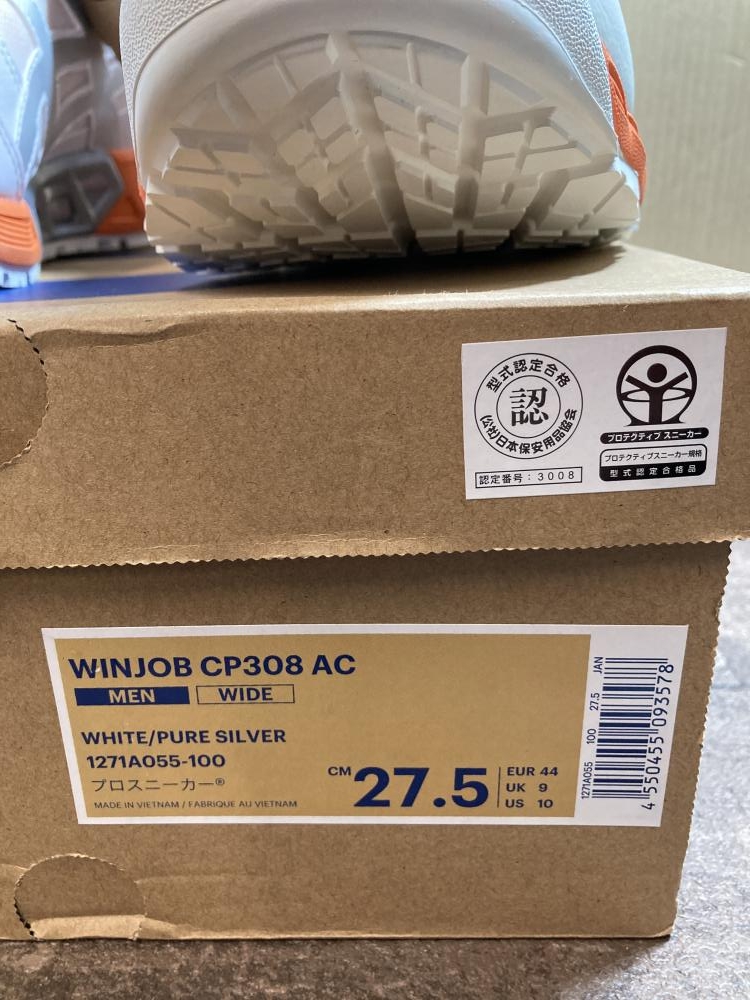 型式認定合格
認
(公社)日本保安用品協会
認定番号：3008
プロテクティブ スニーカー
プロテクティブスニーカー規格
型式認定合格品
WINJOB CP308 AC
MEN WIDE
WHITE/PURE SILVER
1271A055-100
プロスニーカー®
MADE IN VIETNAM / FABRIQUE AU VIETNAM
CM 27.5
EUR 44
UK 9
US 10
1271A055 100 27.5 JAN
4 550455 093578